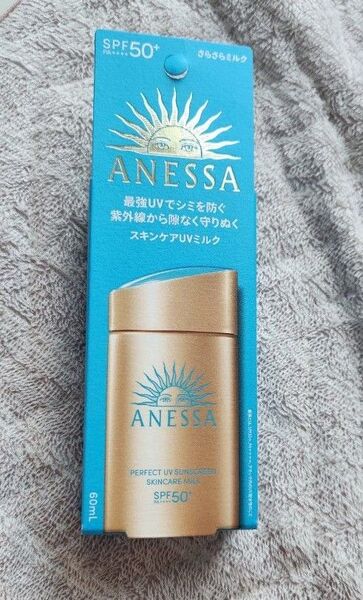 SPF50+
PA++++
さらさらミルク
ANESSA
最強UVでシミを防ぐ
紫外線から隙なく守りぬく
スキンケアUVミルク
ANESSA
PERFECT UV SUNSCREEN
SKINCARE MILK
SPF50+
PA++++
60mL